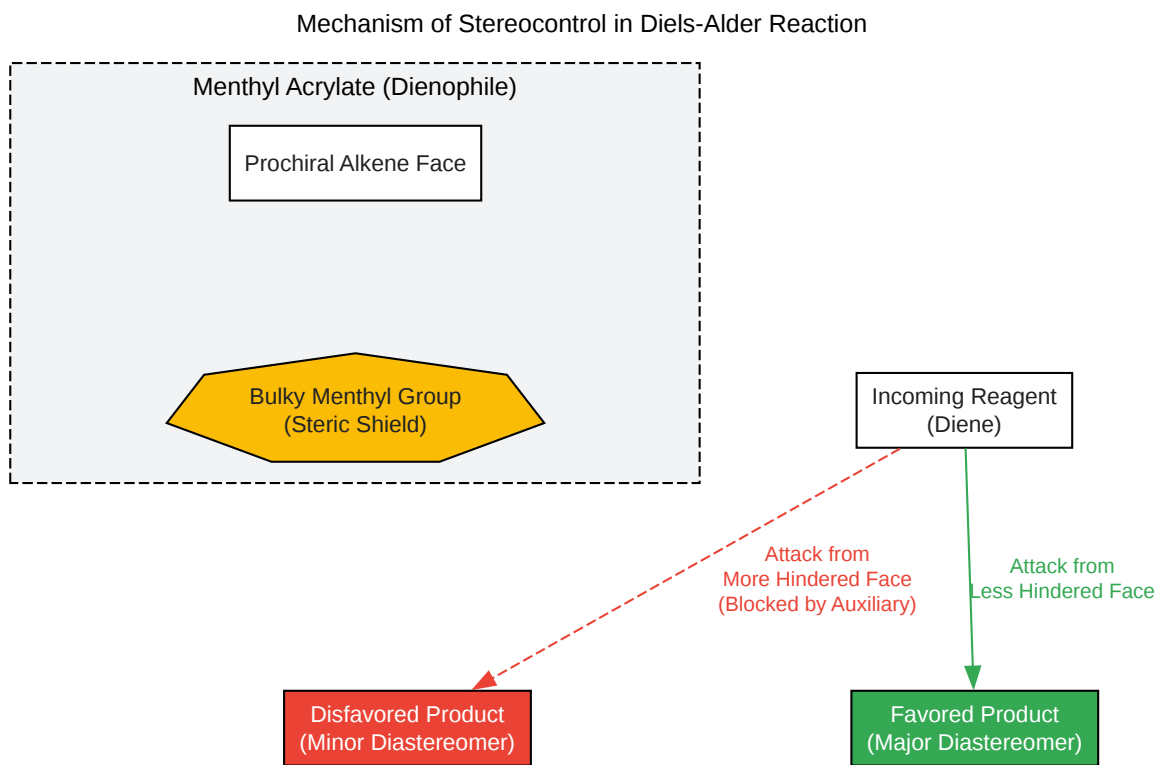 Mechanism of Stereocontrol in Diels-Alder Reaction
Menthyl Acrylate (Dienophile)
Prochiral Alkene Face
Bulky Menthyl Group
(Steric Shield)
Incoming Reagent
(Diene)
Attack from
More Hindered Face
(Blocked by Auxiliary)
Attack from
Less Hindered Face
Disfavored Product
(Minor Diastereomer)
Favored Product
(Major Diastereomer)